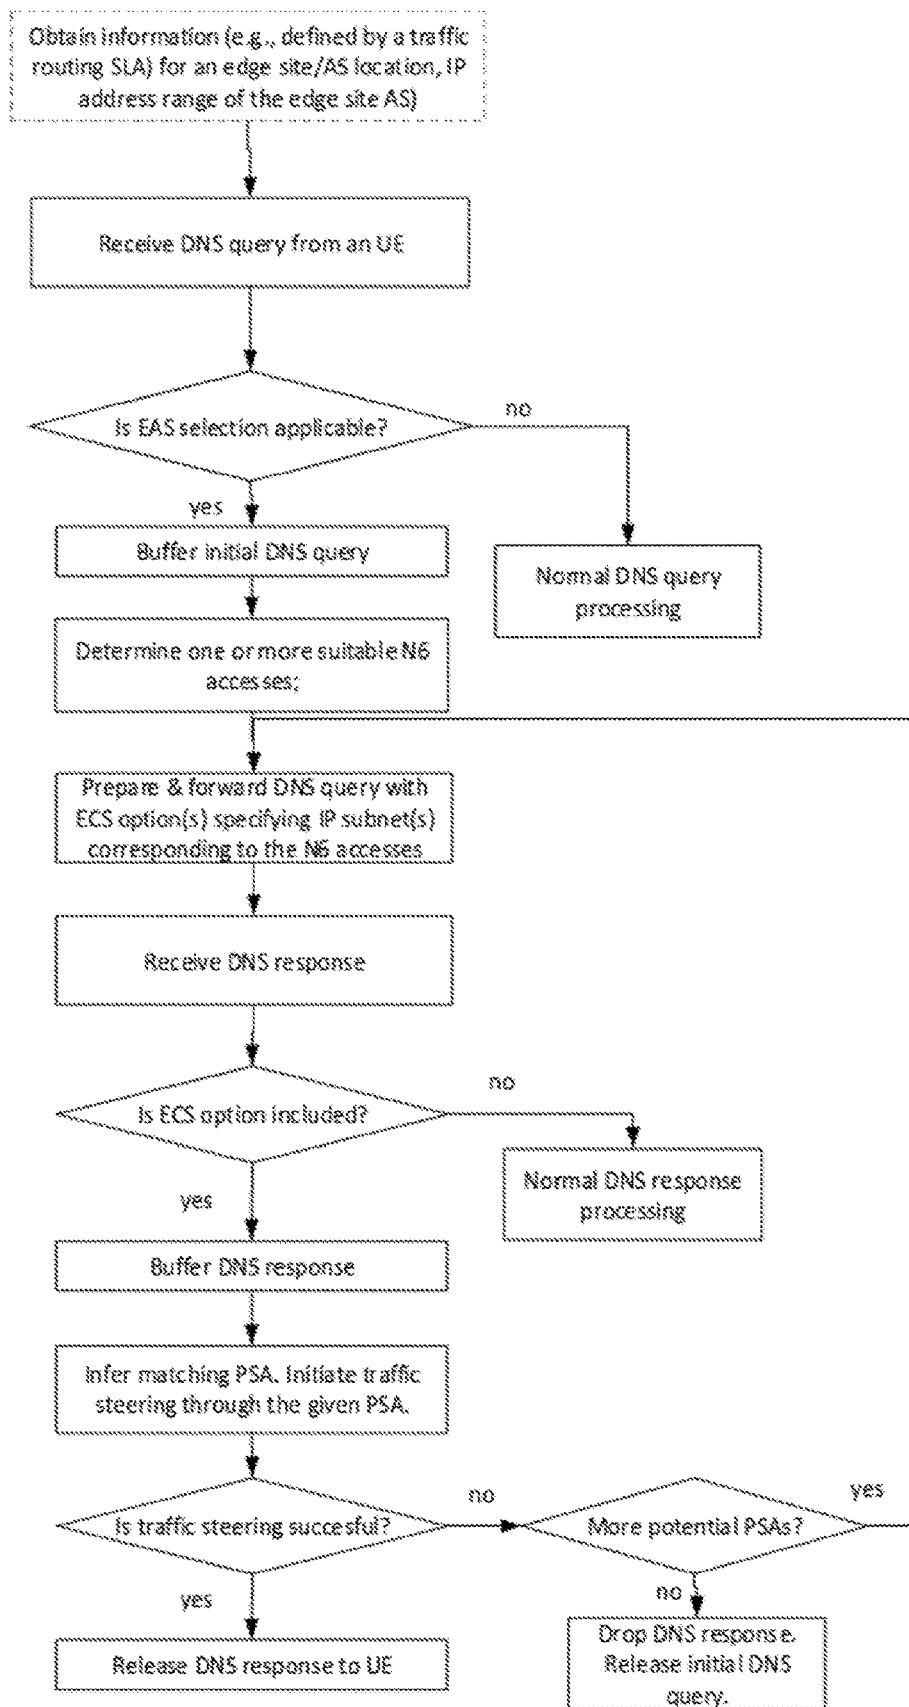 Obtain information (e.g., defined by a traffic
routing SLA) for an edge site/AS location, IP
address range of the edge site AS)
Receive DNS query from an UE
Is EAS selection applicable?
no
yes
Buffer initial DNS query
Normal DNS query
processing
Determine one or more suitable N6
accesses;
Prepare & forward DNS query with
ECS option(s) specifying IP subnet(s)
corresponding to the N6 accesses
Receive DNS response
Is ECS option included?
no
yes
Normal DNS response
processing
Buffer DNS response
Infer matching PSA. Initiate traffic
steering through the given PSA.
Is traffic steering succesful?
no
More potential PSAs?
yes
yes
no
Release DNS response to UE
Drop DNS response.
Release initial DNS
query.